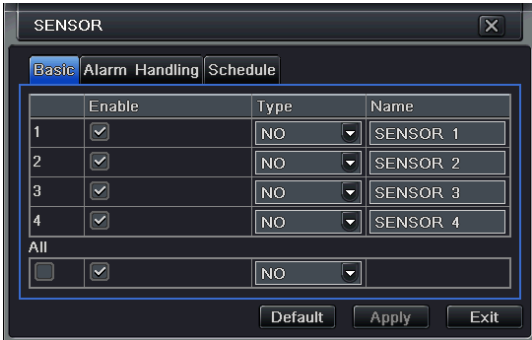 SENSOR
Basic Alarm Handling Schedule
Enable Type Name
1 NO SENSOR 1
2 NO SENSOR 2
3 NO SENSOR 3
4 NO SENSOR 4
All
NO
Default Apply Exit